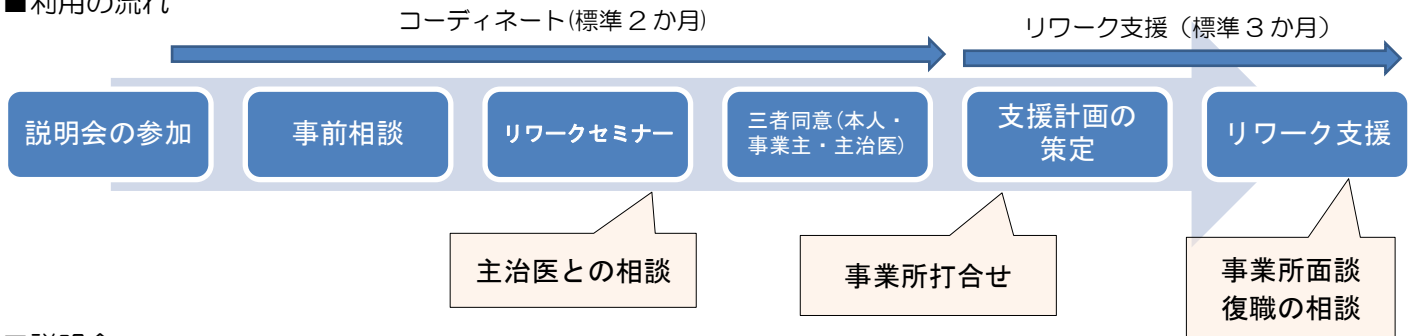 ■利用の流れ
コーディネート(標準２か月)
リワーク支援（標準３か月）
説明会の参加
事前相談
リワークセミナー
三者同意(本人・
事業主・主治医)
支援計画の
策定
リワーク支援
主治医との相談
事業所打合せ
事業所面談
復職の相談